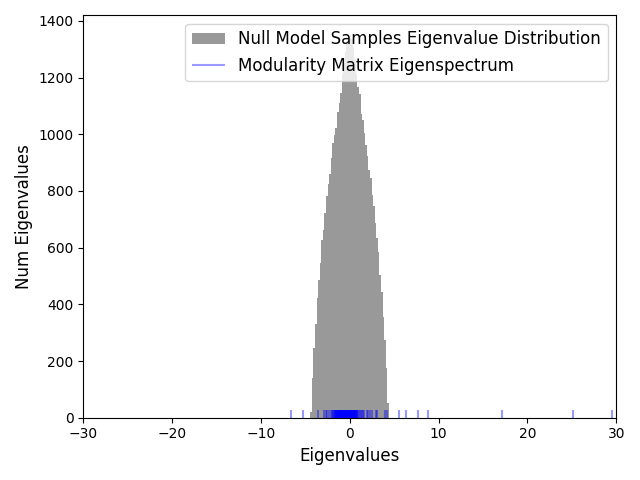 1400
1200
1000
800
600
400
200
0
Num Eigenvalues
Null Model Samples Eigenvalue Distribution
Modularity Matrix Eigenspectrum
−30 −20 −10 0 10 20 30
Eigenvalues